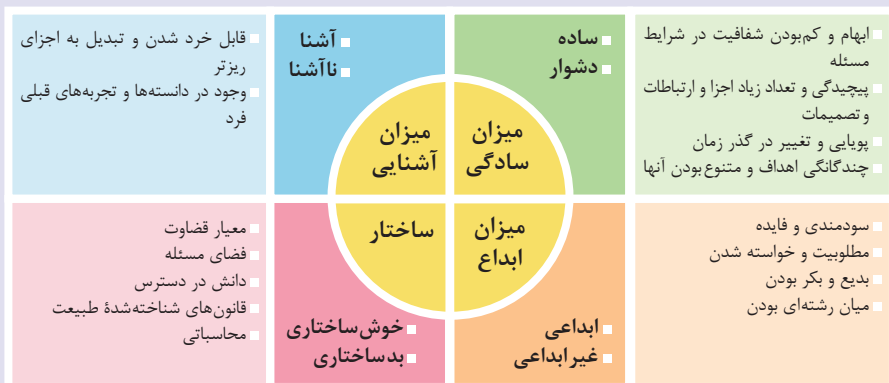 ابهام و کم‌بودن شفافیت در شرایط
مسئله
پیچیدگی و تعداد زیاد اجزا و ارتباطات
و تصمیمات
پویایی و تغییر در گذر زمان
چندگانگی اهداف و متنوع‌بودن آنها
ساده
دشوار
میزان
سادگی
آشنا
ناآشنا
میزان
آشنایی
قابل خرد شدن و تبدیل به اجزای
ریزتر
وجود در دانسته‌ها و تجربه‌های قبلی
فرد
سودمندی و فایده
مطلوبیت و خواسته شدن
بدیع و بکر بودن
میان رشته‌ای بودن
میزان
ابداع
ابداعی
غیرابداعی
ساختار
خوش‌ساختاری
بدساختاری
معیار قضاوت
فضای مسئله
دانش در دسترس
قانون‌های شناخته‌شدهٔ طبیعت
محاسباتی